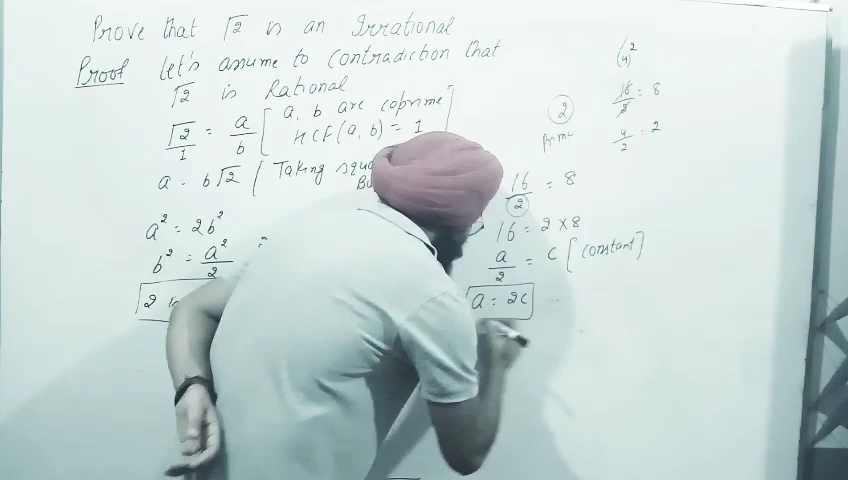 Prove that √2 is an Irrational
Proof Let's assume to contradiction that
√2 is Rational
√2/1 = a/b [ a, b are coprime ]
HCF(a, b) = 1
a = b√2 ( Taking
a² = 2b²
b² = a²/2
2
(4)²
16/2 = 8
4/2 = 2
2
prime
16/2 = 8
16 = 2 × 8
a/2 = c [constant]
a = 2c